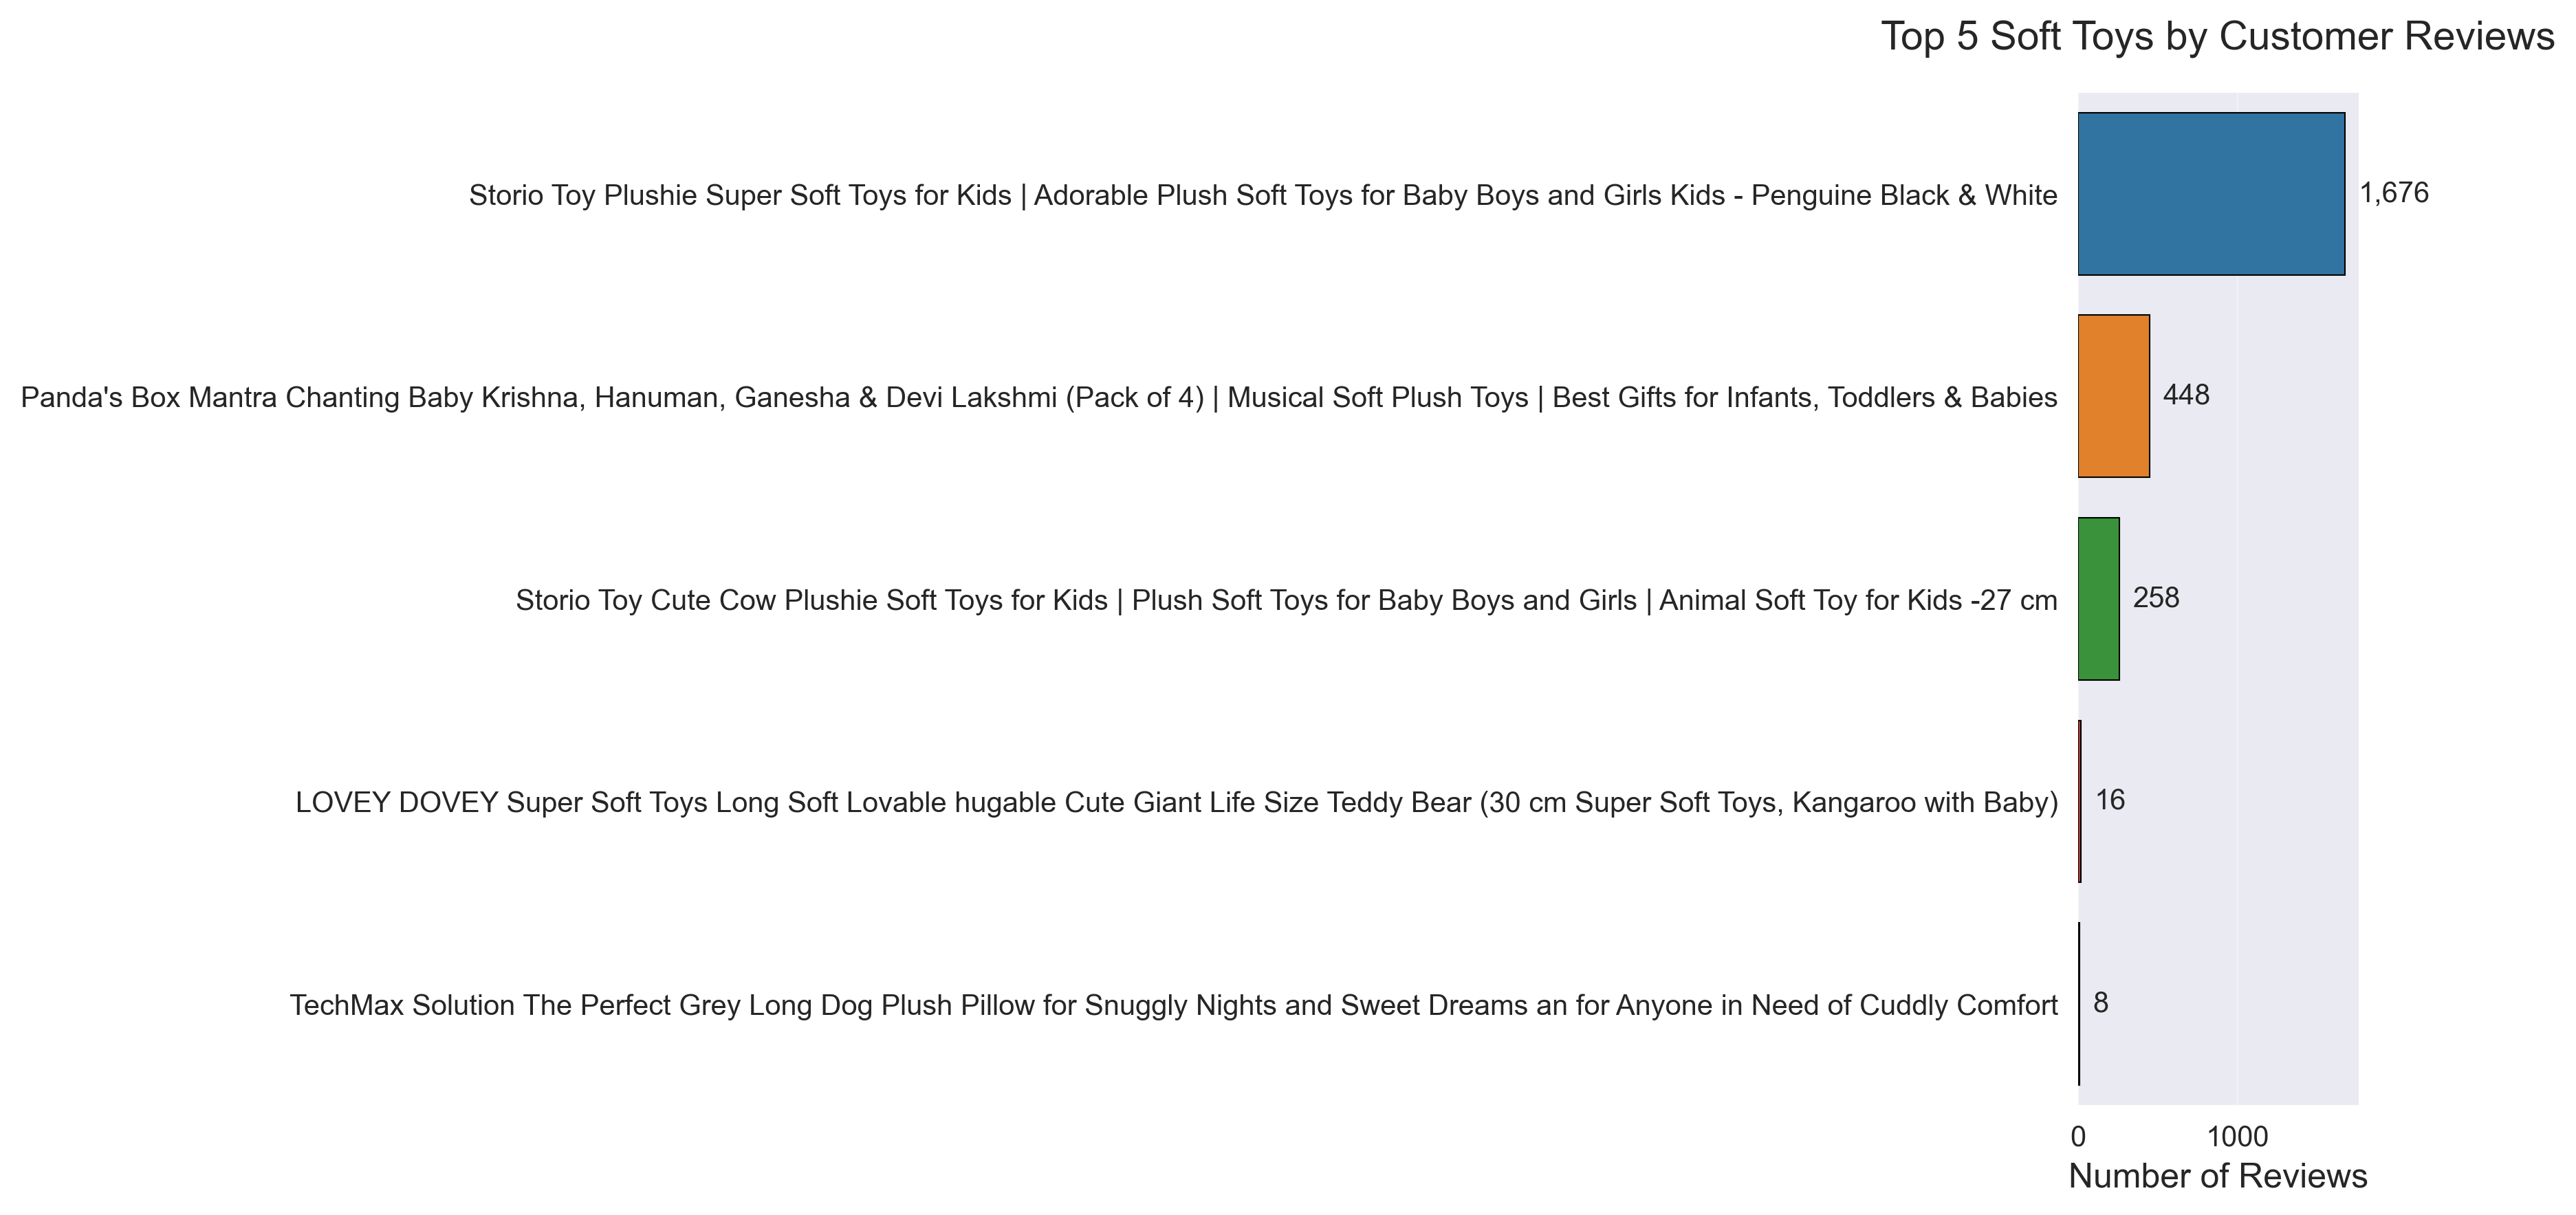 Top 5 Soft Toys by Customer Reviews
Storio Toy Plushie Super Soft Toys for Kids | Adorable Plush Soft Toys for Baby Boys and Girls Kids - Penguine Black & White
1,676
Panda's Box Mantra Chanting Baby Krishna, Hanuman, Ganesha & Devi Lakshmi (Pack of 4) | Musical Soft Plush Toys | Best Gifts for Infants, Toddlers & Babies
448
Storio Toy Cute Cow Plushie Soft Toys for Kids | Plush Soft Toys for Baby Boys and Girls | Animal Soft Toy for Kids -27 cm
258
LOVEY DOVEY Super Soft Toys Long Soft Lovable hugable Cute Giant Life Size Teddy Bear (30 cm Super Soft Toys, Kangaroo with Baby)
16
TechMax Solution The Perfect Grey Long Dog Plush Pillow for Snuggly Nights and Sweet Dreams an for Anyone in Need of Cuddly Comfort
8
0 1000
Number of Reviews